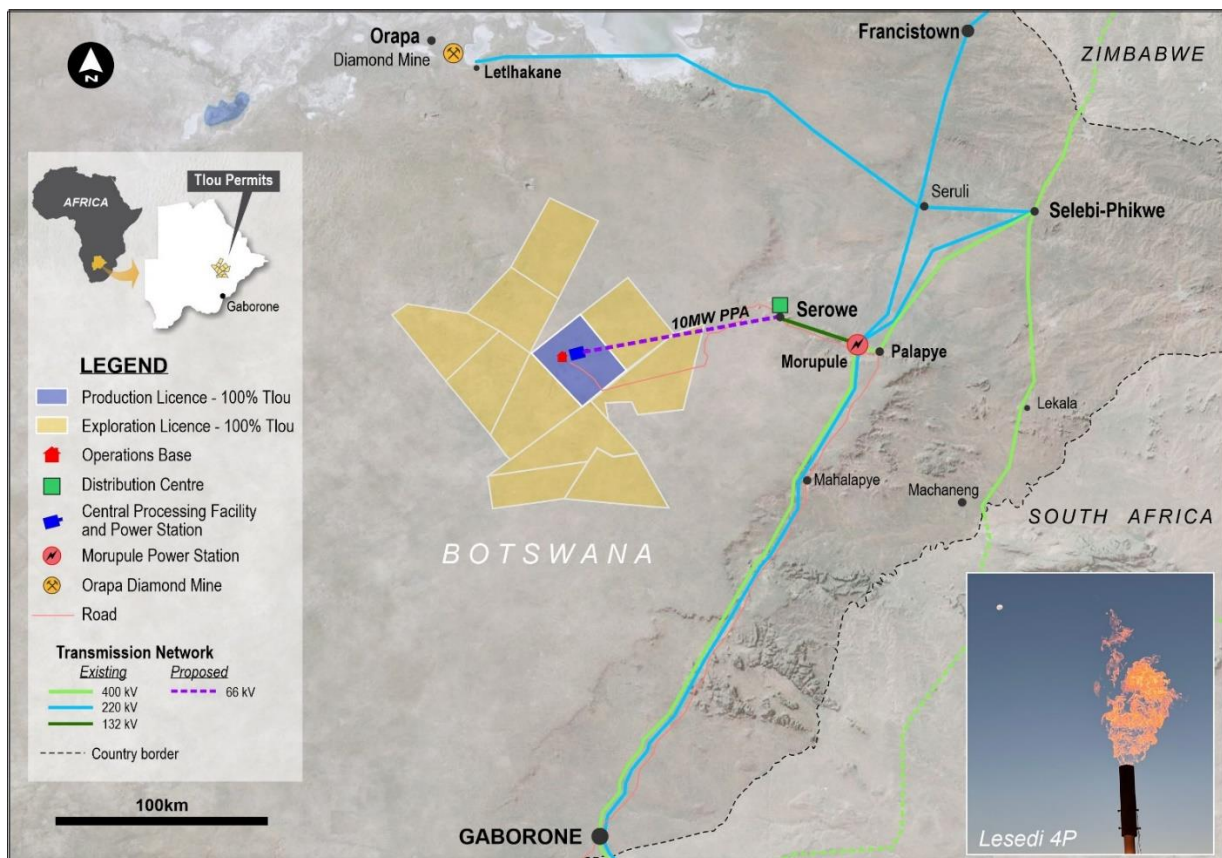 Orapa
Diamond Mine
Letlhakane
Francistown
ZIMBABWE
N
Tlou Permits
AFRICA
Gaborone
Seruli
Selebi-Phikwe
10MW PPA
Serowe
Morupule
Palapye
Lekala
Mahalapye
Machaneng
SOUTH AFRICA
BOTSWANA
GABORONE
LEGEND
Production Licence - 100% Tlou
Exploration Licence - 100% Tlou
Operations Base
Distribution Centre
Central Processing Facility
and Power Station
Morupule Power Station
Orapa Diamond Mine
Road
Transmission Network
Existing Proposed
400 kV 66 kV
220 kV
132 kV
Country border
100km
Lesedi 4P